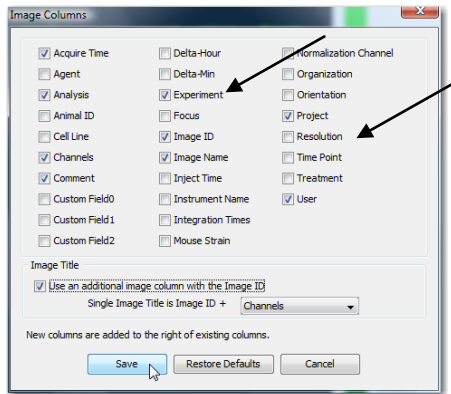 Image Columns
Acquire Time Delta-Hour Normalization Channel
Agent Delta-Min Organization
Analysis Experiment Orientation
Animal ID Focus Project
Cell Line Image ID Resolution
Channels Image Name Time Point
Comment Inject Time Treatment
Custom Field0 Instrument Name User
Custom Field1 Integration Times
Custom Field2 Mouse Strain
Image Title
Use an additional image column with the Image ID
Single Image Title is Image ID + Channels
New columns are added to the right of existing columns.
Save Restore Defaults Cancel